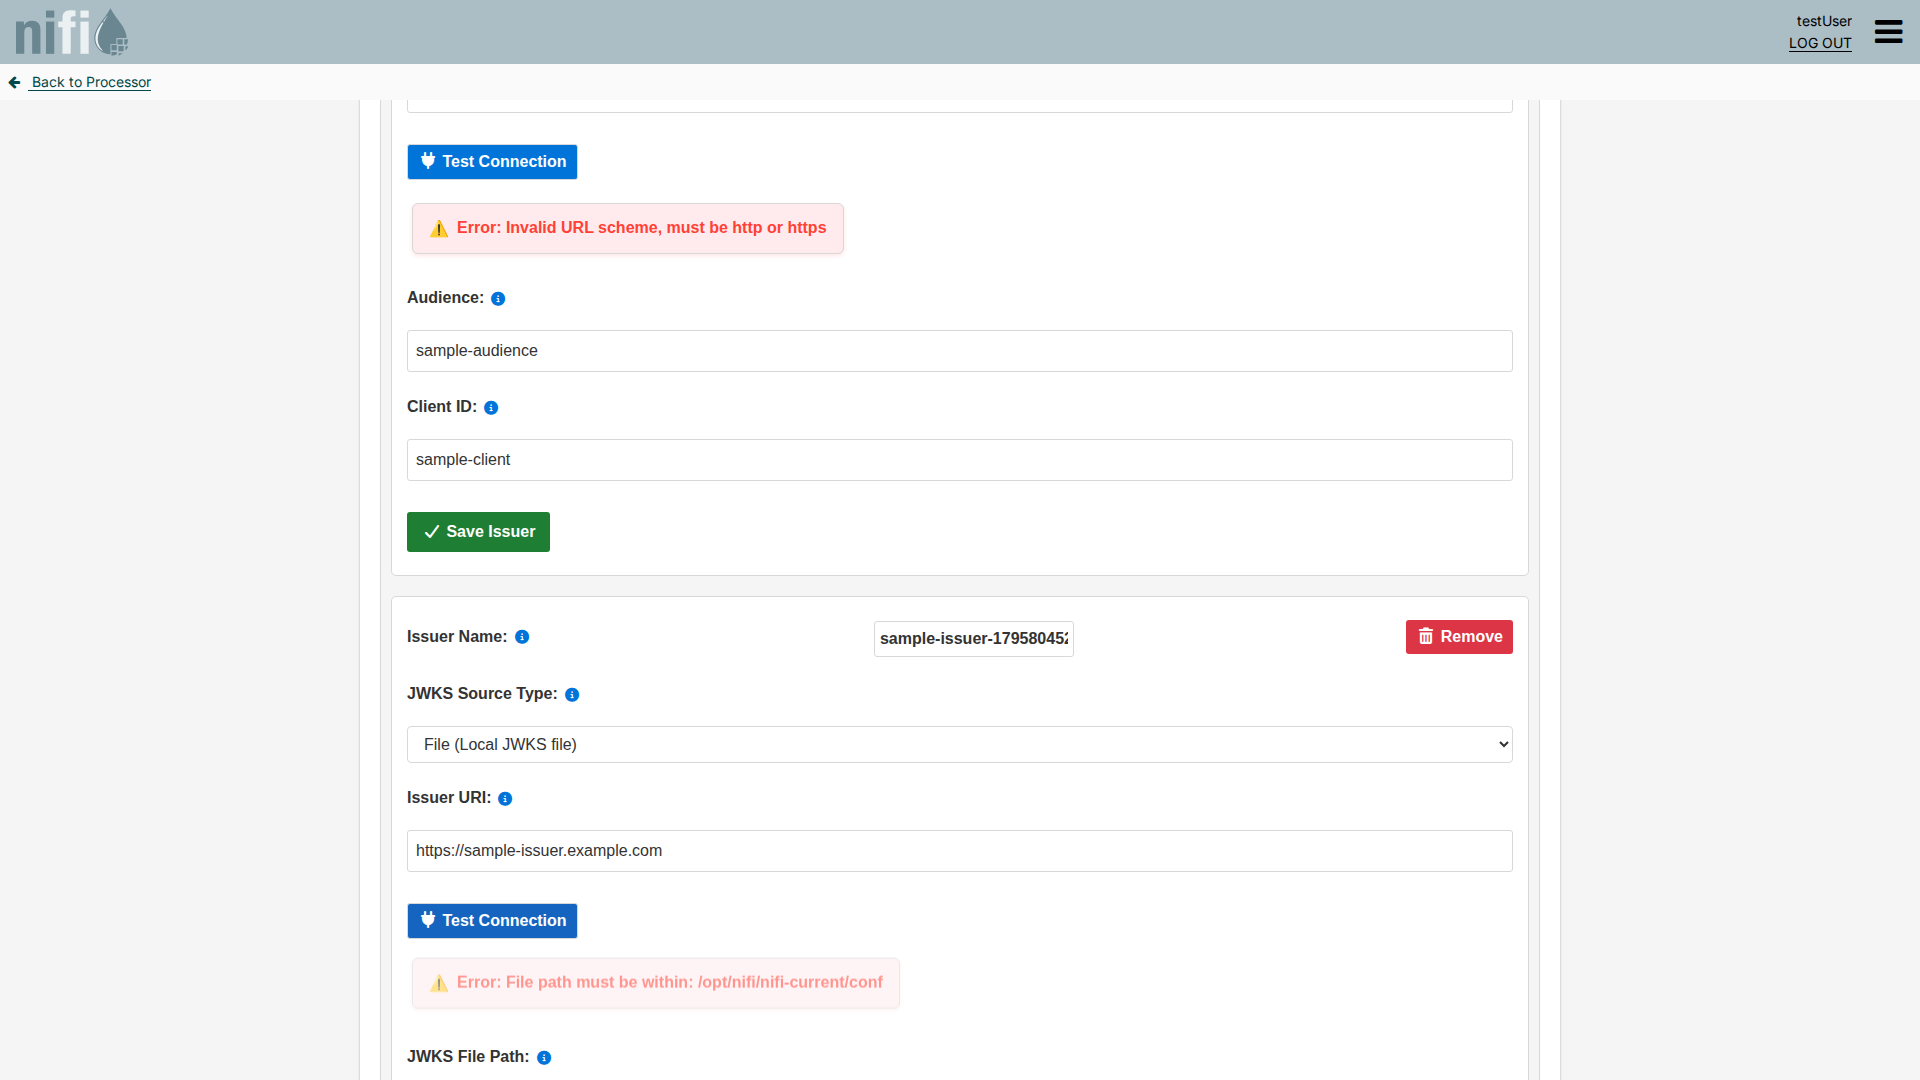 nifi
testUser
LOG OUT
Back to Processor
Test Connection
Error: Invalid URL scheme, must be http or https
Audience:
sample-audience
Client ID:
sample-client
Save Issuer
Issuer Name:
sample-issuer-179580452
Remove
JWKS Source Type:
File (Local JWKS file)
Issuer URI:
https://sample-issuer.example.com
Test Connection
Error: File path must be within: /opt/nifi/nifi-current/conf
JWKS File Path: